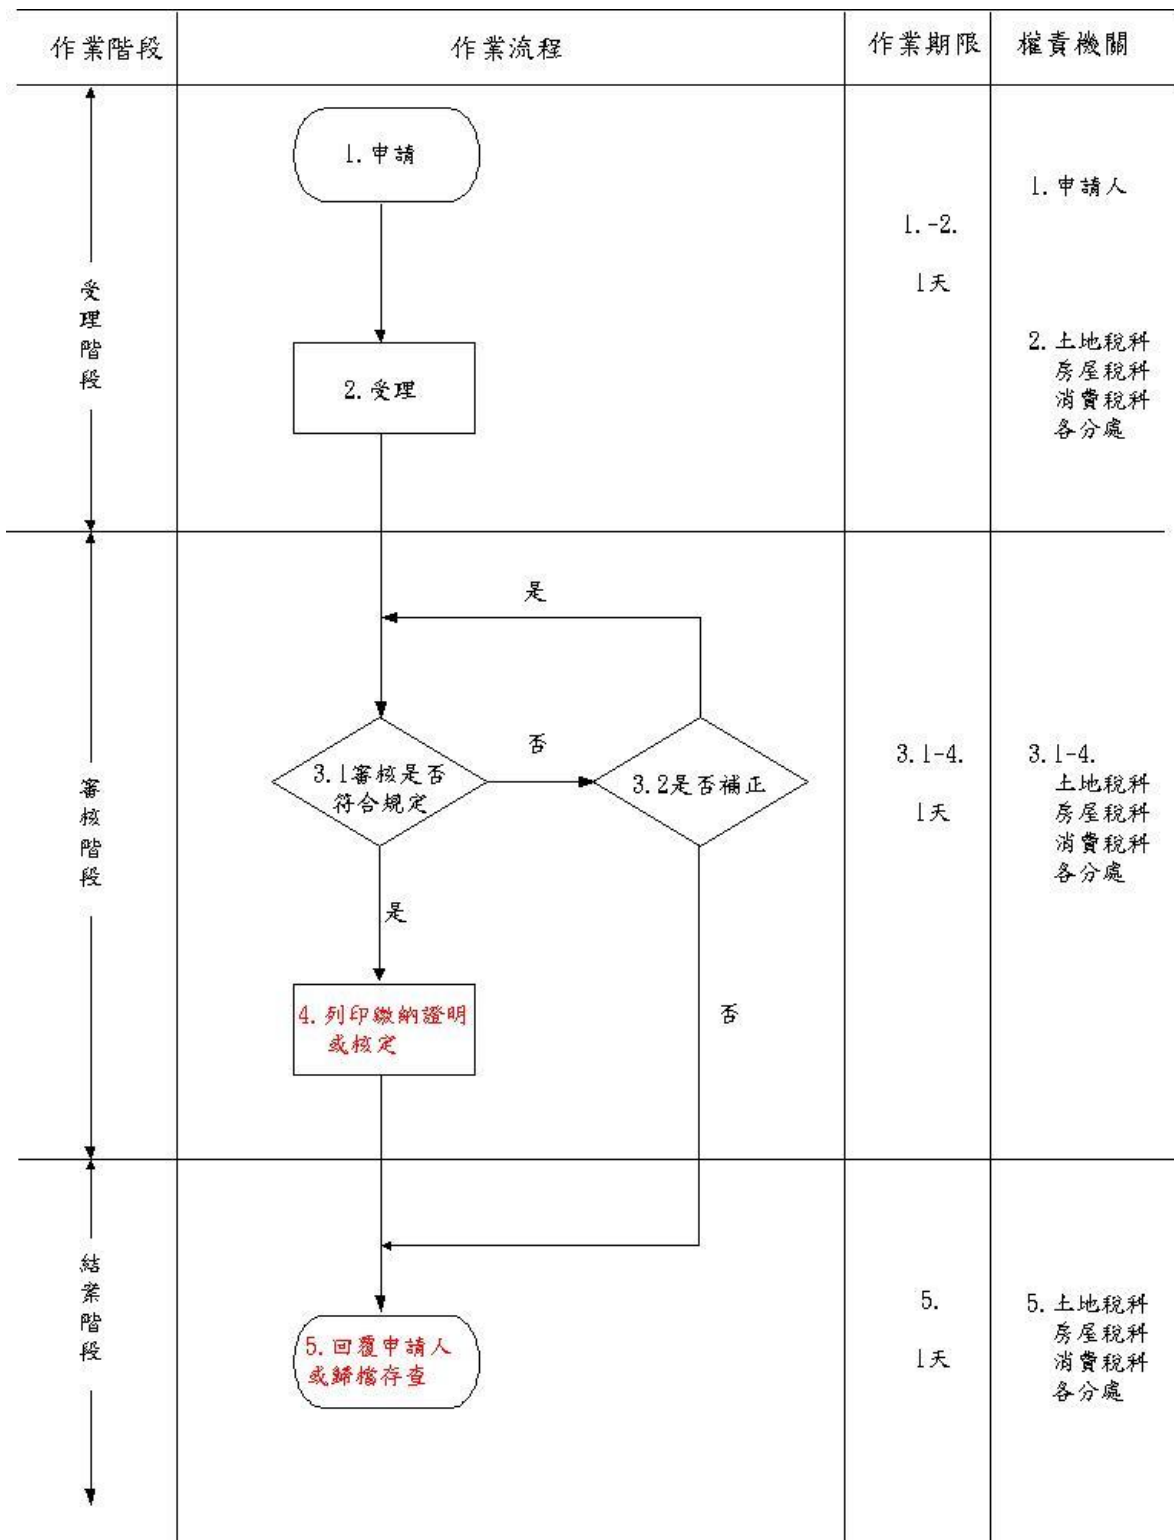 作業階段
作業流程
作業期限
權責機關
受理階段
1.申請
2.受理
1.-2.
1天
1.申請人
2.土地稅科
房屋稅科
消費稅科
各分處
審核階段
是
3.1審核是否
符合規定
否
3.2是否補正
是
否
4.列印繳納證明
或核定
3.1-4.
1天
3.1-4.
土地稅科
房屋稅科
消費稅科
各分處
結案階段
5.回覆申請人
或歸檔存查
5.
1天
5.土地稅科
房屋稅科
消費稅科
各分處